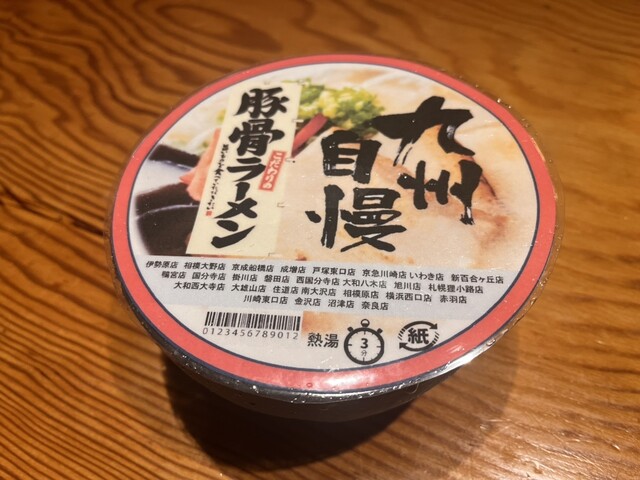 九州
自慢
豚骨ラーメン
こだわりの
伊勢原店 相模大野店 京成船橋店 成増店 戸塚東口店 京急川崎店 いわき店 新百合ヶ丘店
福宮店 国分寺店 掛川店 磐田店 西国分寺店 大和八木店 旭川店 札幌狸小路店
大和西大寺店 大雄山店 住道店 南大沢店 相模原店 横浜西口店 赤羽店
川崎東口店 金沢店 沼津店 奈良店
0123456789012
熱湯
3
分
紙